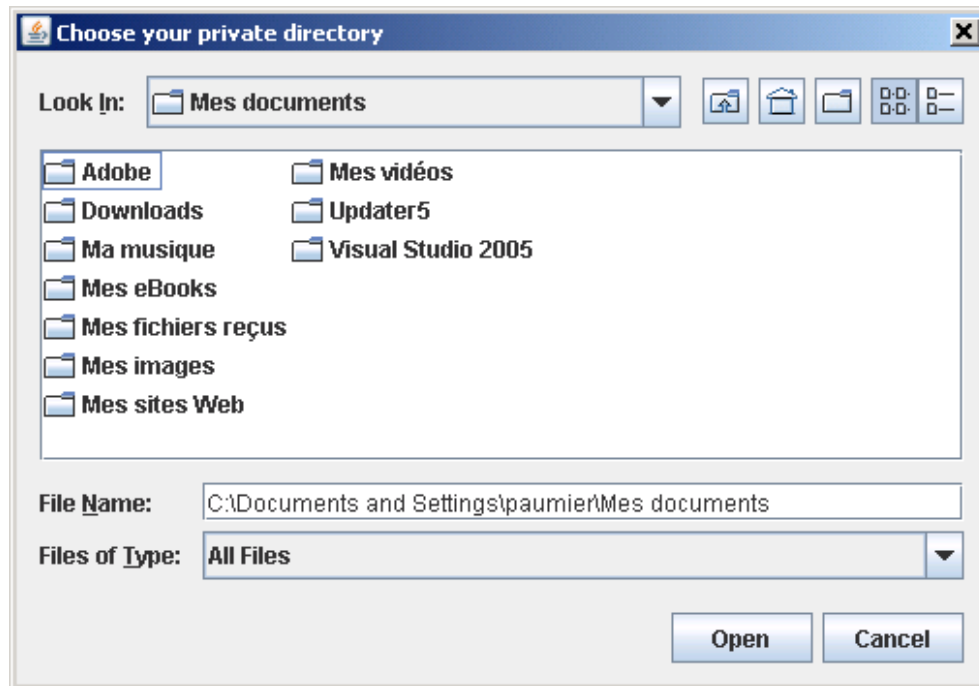 Choose your private directory
Look In: Mes documents
Adobe
Downloads
Ma musique
Mes eBooks
Mes fichiers reçus
Mes images
Mes sites Web
Mes vidéos
Updater5
Visual Studio 2005
File Name: C:\Documents and Settings\paumier\Mes documents
Files of Type: All Files
Open Cancel